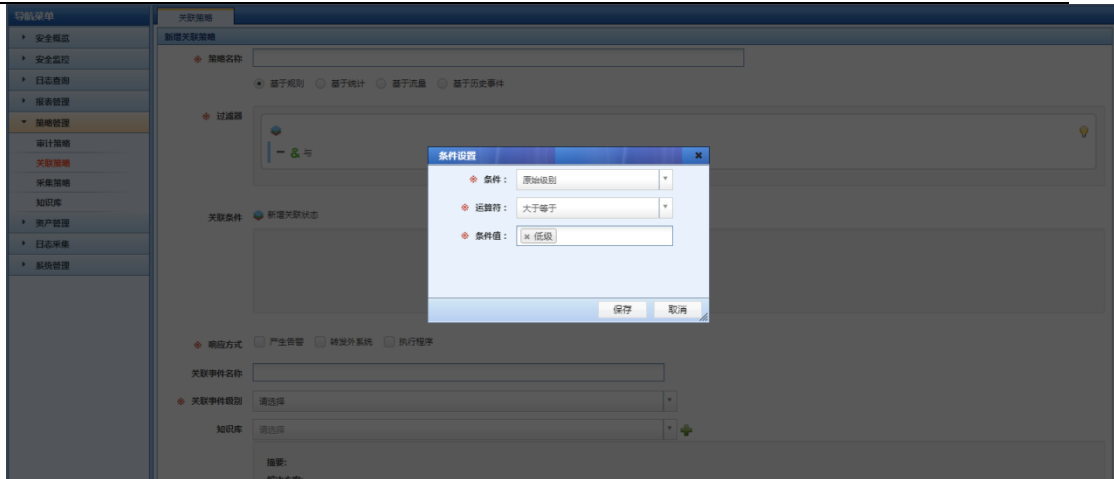 导航菜单
关联策略
安全概览
安全监控
日志查询
报表管理
策略管理
审计策略
关联策略
采集策略
知识库
资产管理
日志采集
系统管理
新增关联策略
策略名称
基于规则 基于统计 基于流量 基于历史事件
过滤器
& 与
关联条件 新增关联状态
条件设置
条件： 原始级别
运算符： 大于等于
条件值： × 低级
保存 取消
响应方式 产生告警 转发外系统 执行程序
关联事件名称
关联事件级别 请选择
知识库 请选择
摘要: